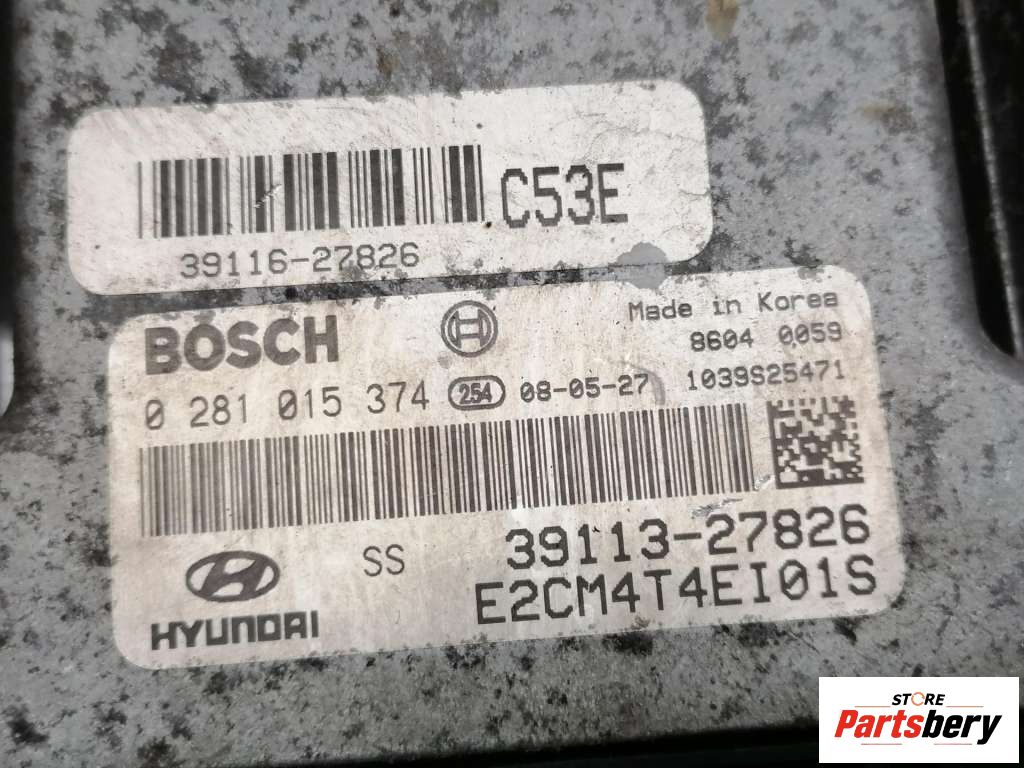 C53E
39116-27826
BOSCH
Made in Korea
8604 0059
0 281 015 374 254 08-05-27 1039S25471
39113-27826
SS
E2CM4T4EI01S
HYUNDAI
STORE
Partsbery